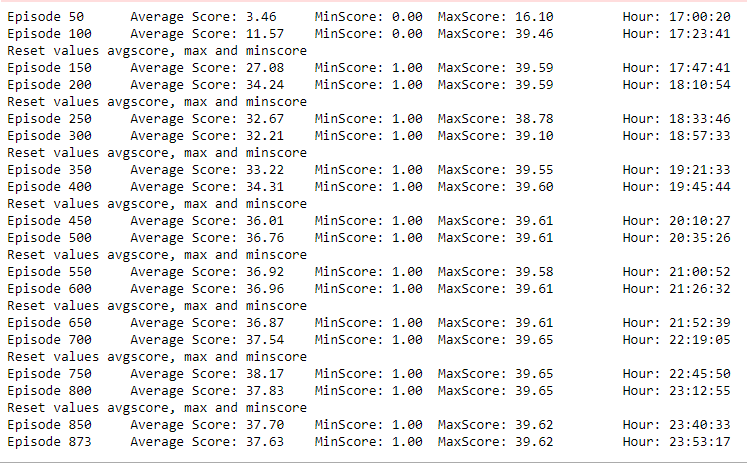 Episode 50 Average Score: 3.46 MinScore: 0.00 MaxScore: 16.10 Hour: 17:00:20
Episode 100 Average Score: 11.57 MinScore: 0.00 MaxScore: 39.46 Hour: 17:23:41
Reset values avgscore, max and minscore
Episode 150 Average Score: 27.08 MinScore: 1.00 MaxScore: 39.59 Hour: 17:47:41
Episode 200 Average Score: 34.24 MinScore: 1.00 MaxScore: 39.59 Hour: 18:10:54
Reset values avgscore, max and minscore
Episode 250 Average Score: 32.67 MinScore: 1.00 MaxScore: 38.78 Hour: 18:33:46
Episode 300 Average Score: 32.21 MinScore: 1.00 MaxScore: 39.10 Hour: 18:57:33
Reset values avgscore, max and minscore
Episode 350 Average Score: 33.22 MinScore: 1.00 MaxScore: 39.55 Hour: 19:21:33
Episode 400 Average Score: 34.31 MinScore: 1.00 MaxScore: 39.60 Hour: 19:45:44
Reset values avgscore, max and minscore
Episode 450 Average Score: 36.01 MinScore: 1.00 MaxScore: 39.61 Hour: 20:10:27
Episode 500 Average Score: 36.76 MinScore: 1.00 MaxScore: 39.61 Hour: 20:35:26
Reset values avgscore, max and minscore
Episode 550 Average Score: 36.92 MinScore: 1.00 MaxScore: 39.58 Hour: 21:00:52
Episode 600 Average Score: 36.96 MinScore: 1.00 MaxScore: 39.61 Hour: 21:26:32
Reset values avgscore, max and minscore
Episode 650 Average Score: 36.87 MinScore: 1.00 MaxScore: 39.61 Hour: 21:52:39
Episode 700 Average Score: 37.54 MinScore: 1.00 MaxScore: 39.65 Hour: 22:19:05
Reset values avgscore, max and minscore
Episode 750 Average Score: 38.17 MinScore: 1.00 MaxScore: 39.65 Hour: 22:45:50
Episode 800 Average Score: 37.83 MinScore: 1.00 MaxScore: 39.65 Hour: 23:12:55
Reset values avgscore, max and minscore
Episode 850 Average Score: 37.70 MinScore: 1.00 MaxScore: 39.62 Hour: 23:40:33
Episode 873 Average Score: 37.63 MinScore: 1.00 MaxScore: 39.62 Hour: 23:53:17